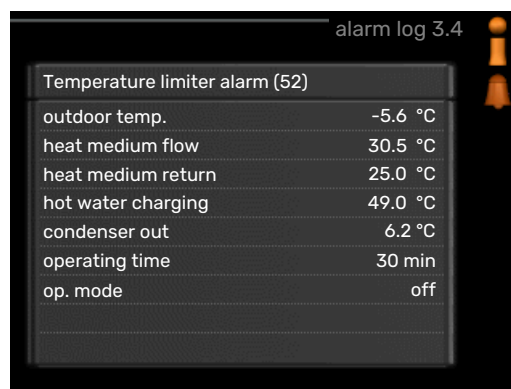 alarm log 3.4
Temperature limiter alarm (52)
outdoor temp. -5.6 °C
heat medium flow 30.5 °C
heat medium return 25.0 °C
hot water charging 49.0 °C
condenser out 6.2 °C
operating time 30 min
op. mode off